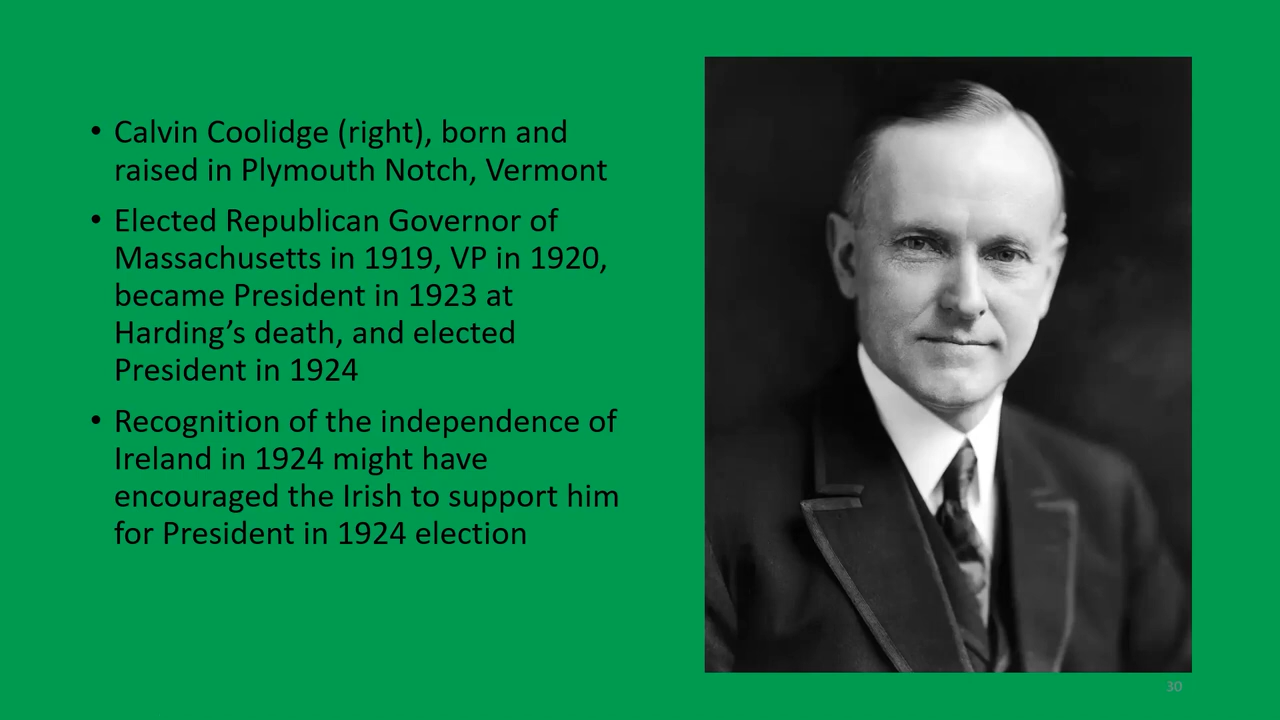 • Calvin Coolidge (right), born and
raised in Plymouth Notch, Vermont
• Elected Republican Governor of
Massachusetts in 1919, VP in 1920,
became President in 1923 at
Harding’s death, and elected
President in 1924
• Recognition of the independence of
Ireland in 1924 might have
encouraged the Irish to support him
for President in 1924 election
30